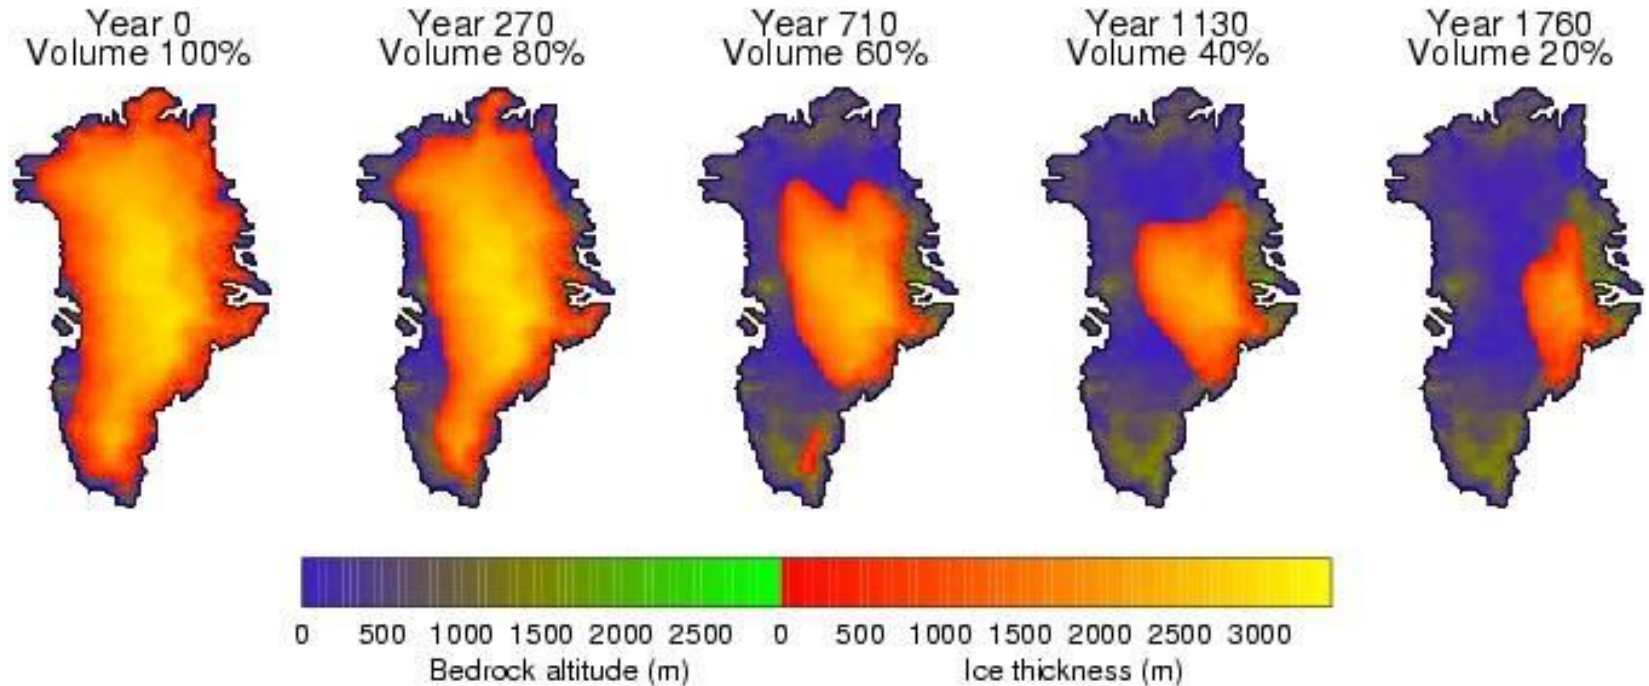 Year 0
Volume 100%
Year 270
Volume 80%
Year 710
Volume 60%
Year 1130
Volume 40%
Year 1760
Volume 20%
0 500 1000 1500 2000 2500 0 500 1000 1500 2000 2500 3000
Bedrock altitude (m)
Ice thickness (m)